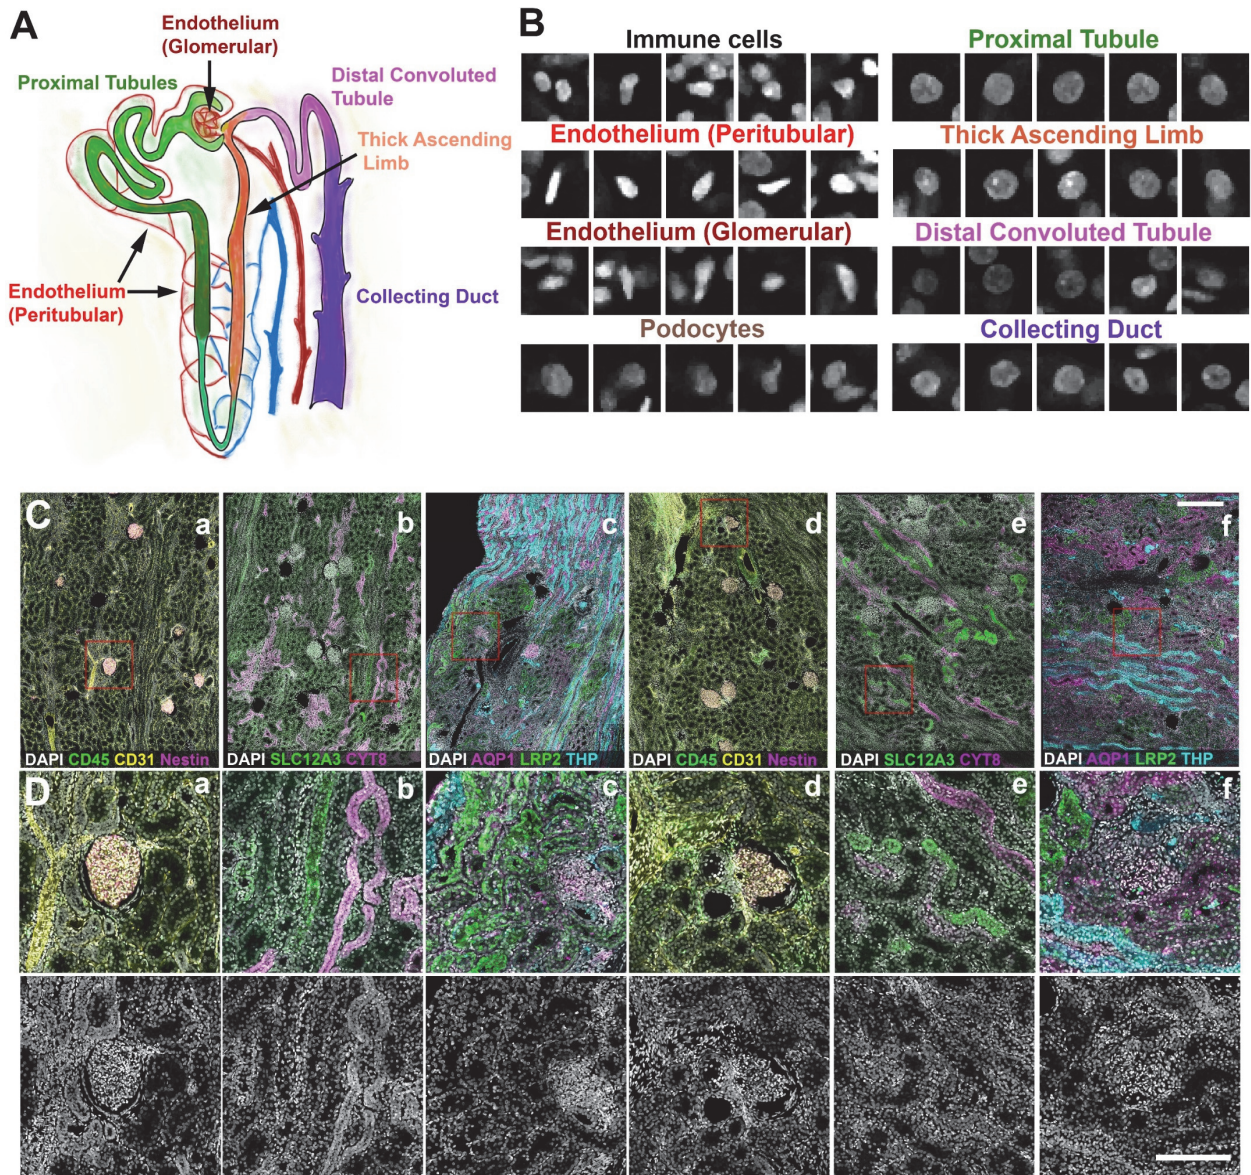 A
Endothelium
(Glomerular)
Proximal Tubules
Distal Convoluted
Tubule
Thick Ascending
Limb
Endothelium
(Peritubular)
Collecting Duct
B
Immune cells
Proximal Tubule
Endothelium (Peritubular)
Thick Ascending Limb
Endothelium (Glomerular)
Distal Convoluted Tubule
Podocytes
Collecting Duct
C
a
b
c
d
e
f
DAPI CD45 CD31 Nestin
DAPI SLC12A3 CYT8
DAPI AQP1 LRP2 THP
DAPI CD45 CD31 Nestin
DAPI SLC12A3 CYT8
DAPI AQP1 LRP2 THP
D
a
b
c
d
e
f